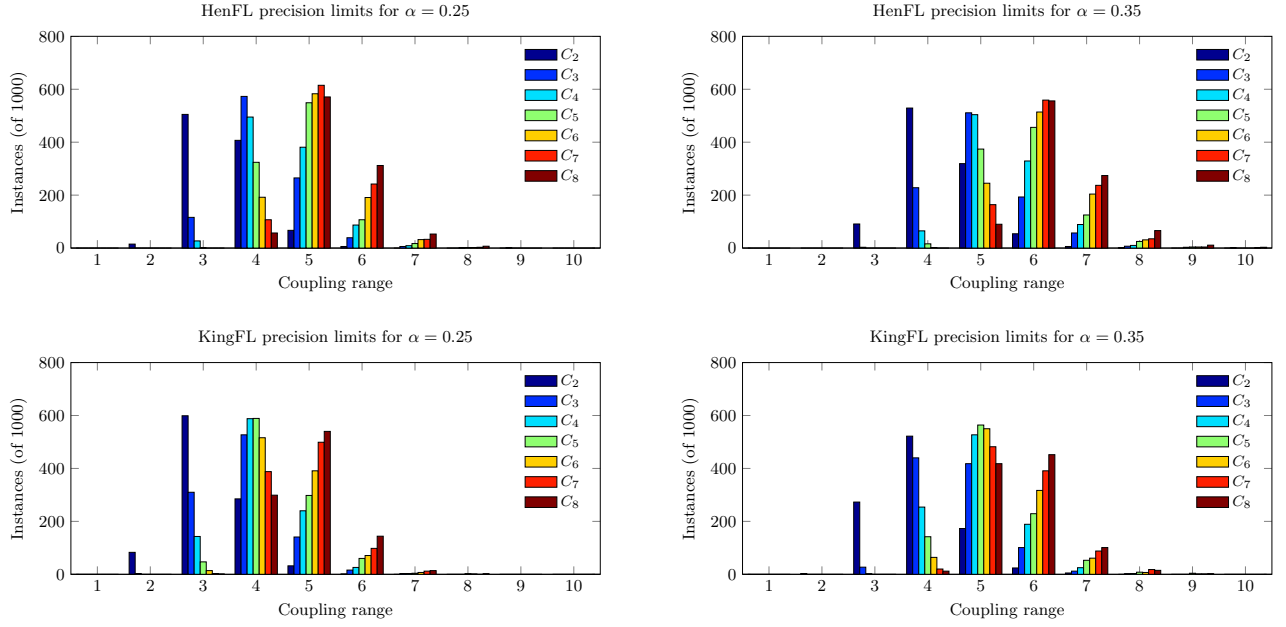 HenFL precision limits for α = 0.25
800
600
400
200
0
Instances (of 1000)
C2
C3
C4
C5
C6
C7
C8
1 2 3 4 5 6 7 8 9 10
Coupling range
HenFL precision limits for α = 0.35
800
600
400
200
0
Instances (of 1000)
C2
C3
C4
C5
C6
C7
C8
1 2 3 4 5 6 7 8 9 10
Coupling range
KingFL precision limits for α = 0.25
800
600
400
200
0
Instances (of 1000)
C2
C3
C4
C5
C6
C7
C8
1 2 3 4 5 6 7 8 9 10
Coupling range
KingFL precision limits for α = 0.35
800
600
400
200
0
Instances (of 1000)
C2
C3
C4
C5
C6
C7
C8
1 2 3 4 5 6 7 8 9 10
Coupling range